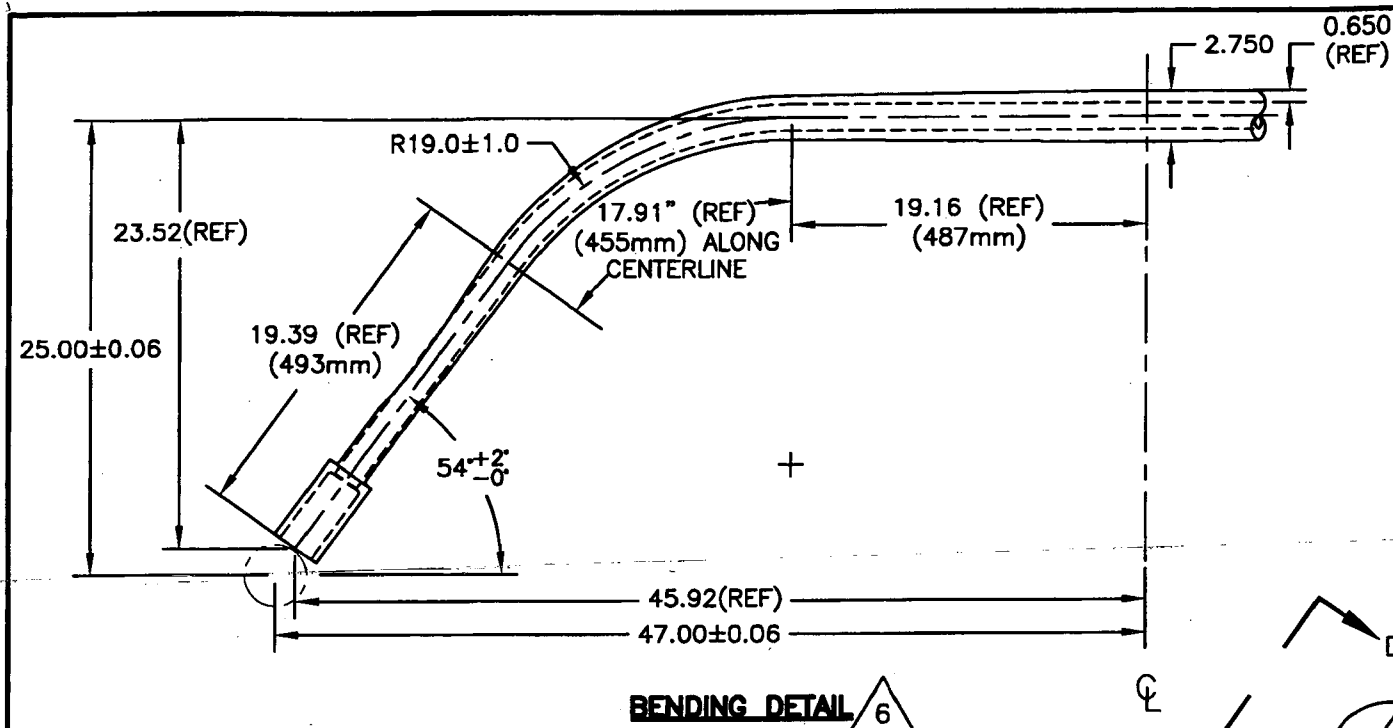 0.650
(REF)
2.750
R19.0±1.0
23.52(REF)
17.91" (REF)
(455mm) ALONG
CENTERLINE
19.16 (REF)
(487mm)
25.00±0.06
19.39 (REF)
(493mm)
54°+2°
-0°
45.92(REF)
47.00±0.06
℄
BENDING DETAIL 6